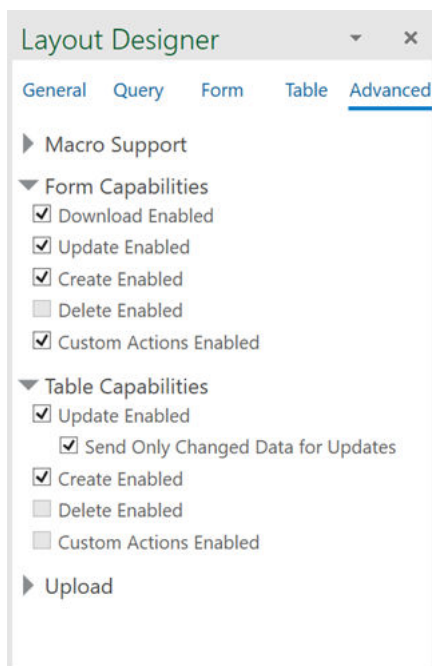 Layout Designer
General Query Form Table Advanced
Macro Support
Form Capabilities
Download Enabled
Update Enabled
Create Enabled
Delete Enabled
Custom Actions Enabled
Table Capabilities
Update Enabled
Send Only Changed Data for Updates
Create Enabled
Delete Enabled
Custom Actions Enabled
Upload